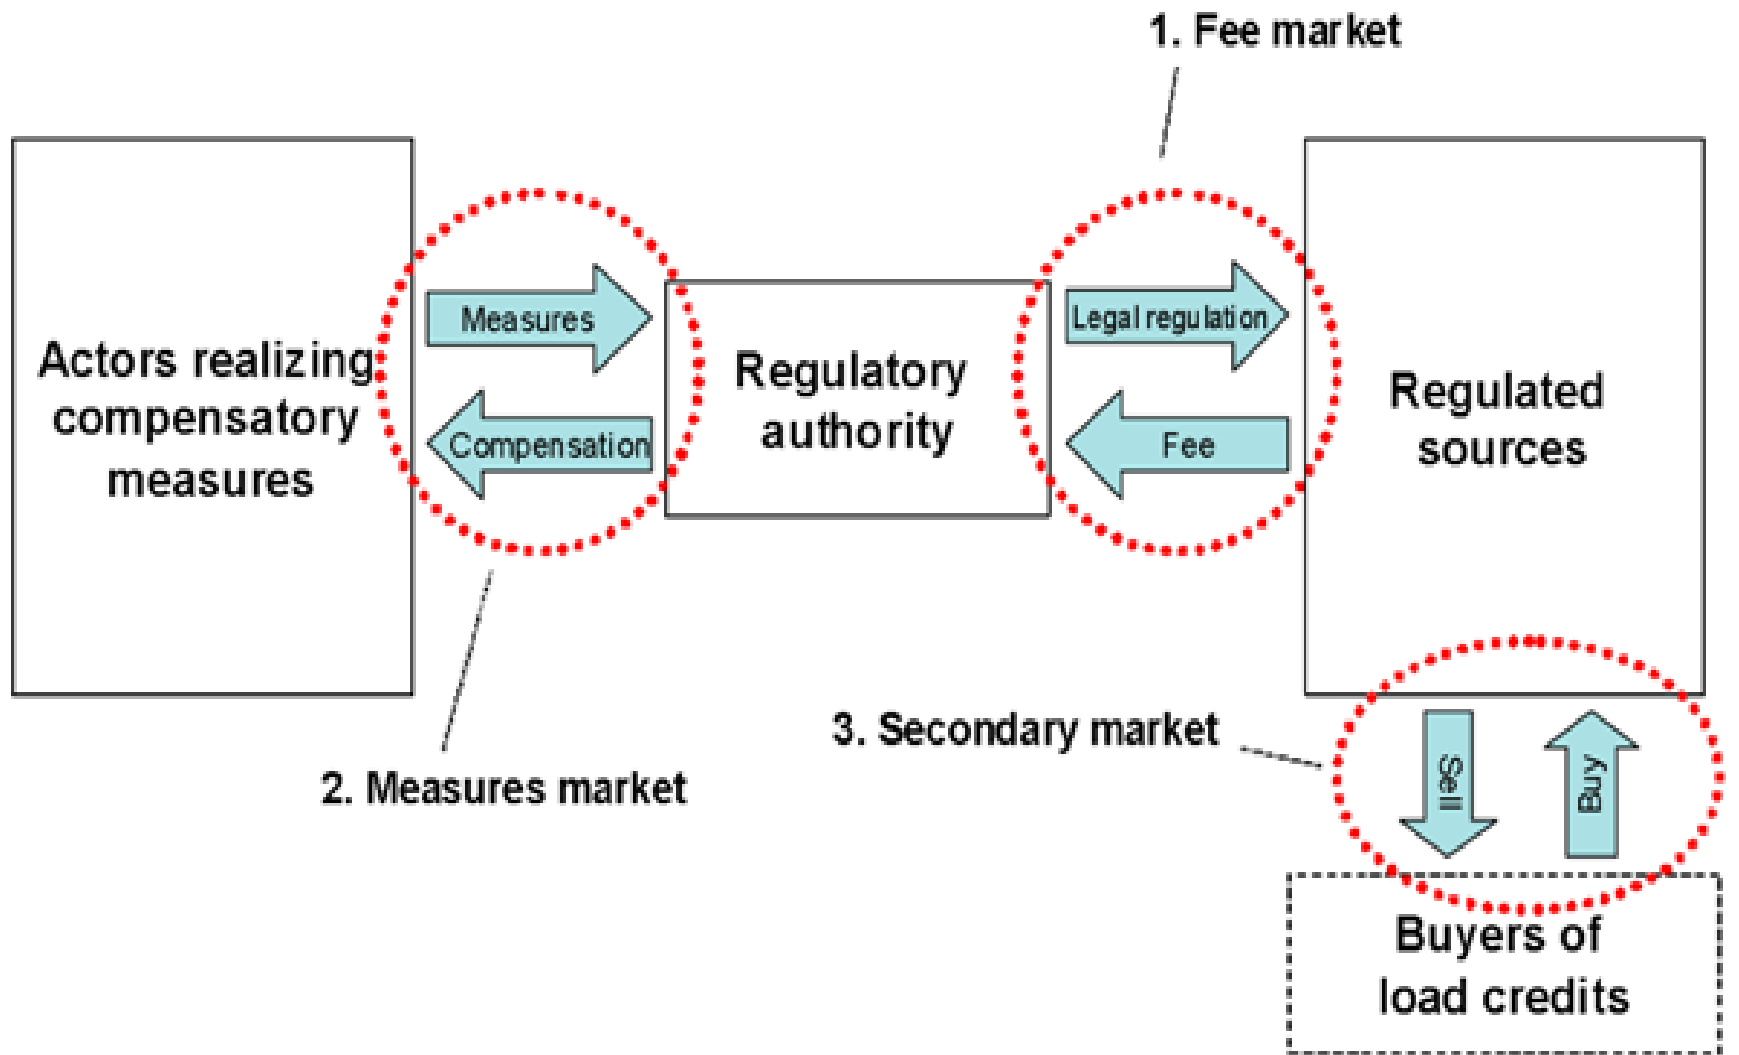 1. Fee market
Measures
Legal regulation
Actors realizing
compensatory
measures
Regulatory
authority
Regulated
sources
Compensation
Fee
3. Secondary market
2. Measures market
Sell
Buy
Buyers of
load credits